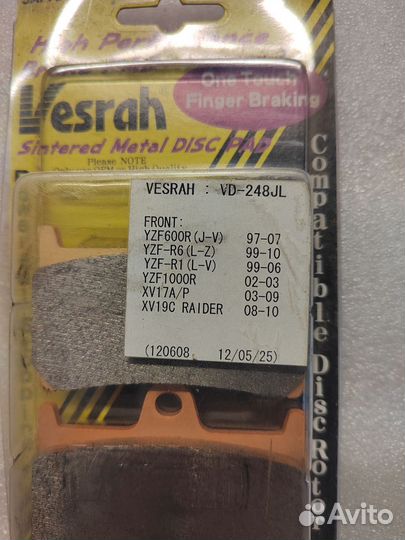 High Performance
Vesrah
One Touch
Finger Braking
Sintered Metal DISC PAD
Please NOTE
VESRAH : VD-248JL
FRONT:
YZF600R(J-V) 97-07
YZF-R6(L-Z) 99-10
YZF-R1(L-V) 99-06
YZF1000R 02-03
XV17A/P 03-09
XV19C RAIDER 08-10
(120608 12/05/25)
Compatible Disc Rotor
Avito